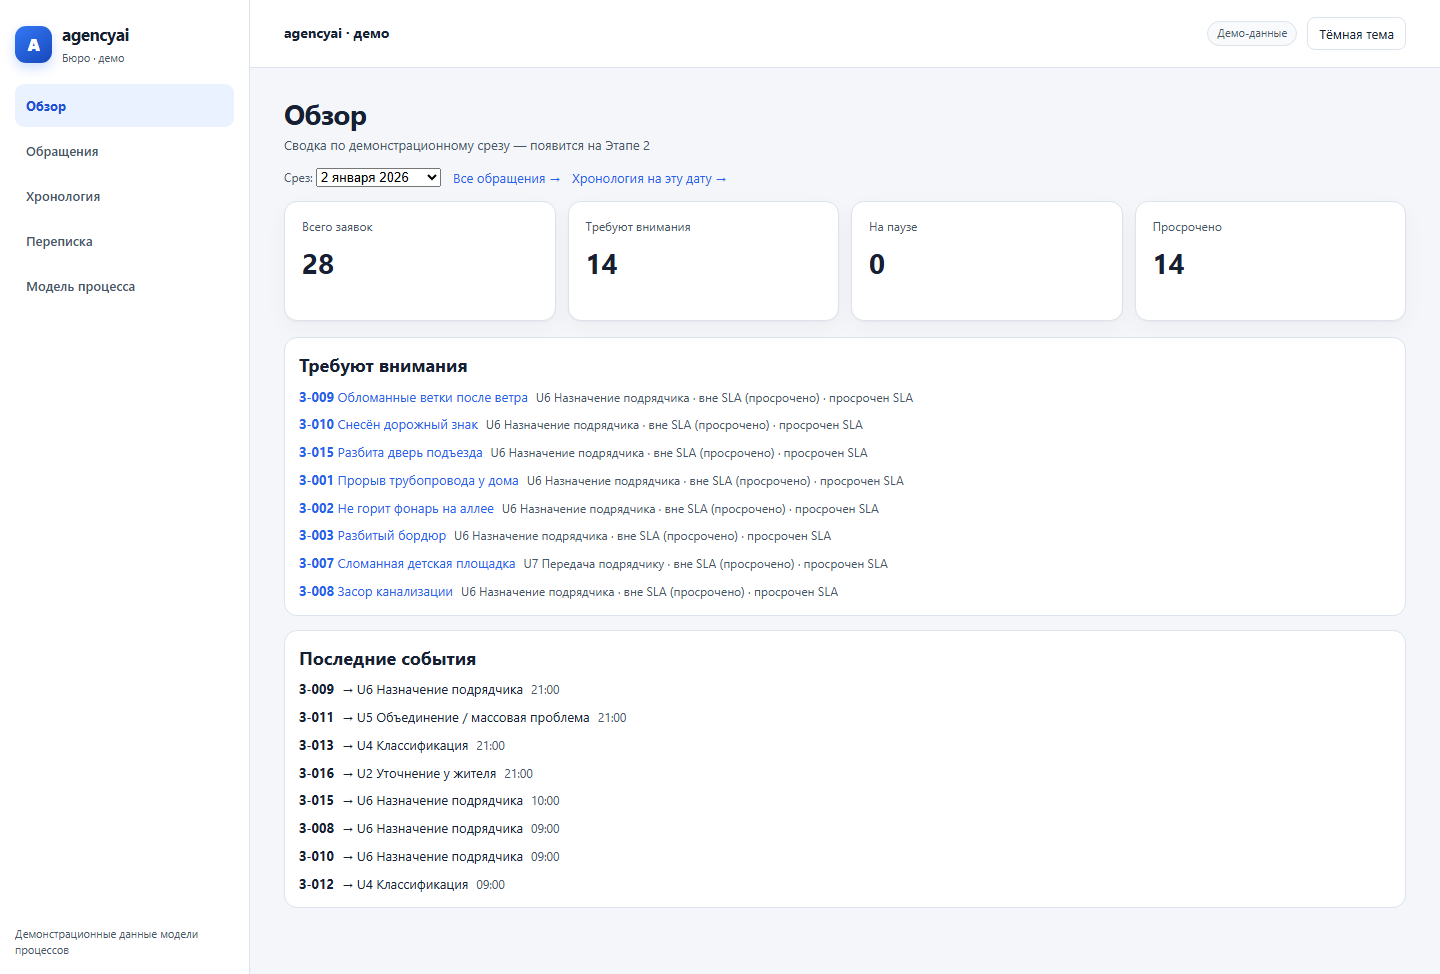 A
agencyai
Бюро · демо
Обзор
Обращения
Хронология
Переписка
Модель процесса
Демонстрационные данные модели
процессов
agencyai · демо
Демо-данные
Тёмная тема
Обзор
Сводка по демонстрационному срезу — появится на Этапе 2
Срез: 2 января 2026 Все обращения → Хронология на эту дату →
Всего заявок
28
Требуют внимания
14
На паузе
0
Просрочено
14
Требуют внимания
З-009 Обломанные ветки после ветра U6 Назначение подрядчика · вне SLA (просрочено) · просрочен SLA
З-010 Снесён дорожный знак U6 Назначение подрядчика · вне SLA (просрочено) · просрочен SLA
З-015 Разбита дверь подъезда U6 Назначение подрядчика · вне SLA (просрочено) · просрочен SLA
З-001 Прорыв трубопровода у дома U6 Назначение подрядчика · вне SLA (просрочено) · просрочен SLA
З-002 Не горит фонарь на аллее U6 Назначение подрядчика · вне SLA (просрочено) · просрочен SLA
З-003 Разбитый бордюр U6 Назначение подрядчика · вне SLA (просрочено) · просрочен SLA
З-007 Сломанная детская площадка U7 Передача подрядчику · вне SLA (просрочено) · просрочен SLA
З-008 Засор канализации U6 Назначение подрядчика · вне SLA (просрочено) · просрочен SLA
Последние события
З-009 → U6 Назначение подрядчика 21:00
З-011 → U5 Объединение / массовая проблема 21:00
З-013 → U4 Классификация 21:00
З-016 → U2 Уточнение у жителя 21:00
З-015 → U6 Назначение подрядчика 10:00
З-008 → U6 Назначение подрядчика 09:00
З-010 → U6 Назначение подрядчика 09:00
З-012 → U4 Классификация 09:00